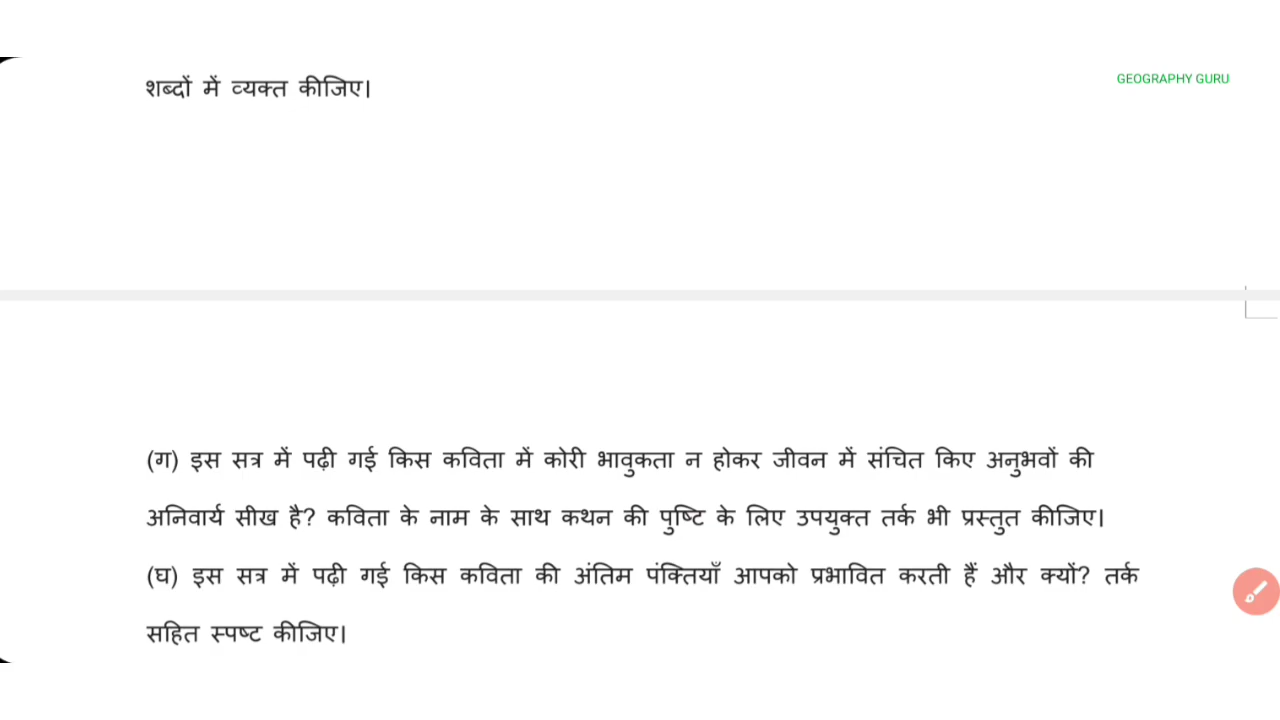 शब्दों में व्यक्त कीजिए।
GEOGRAPHY GURU
(ग) इस सत्र में पढ़ी गई किस कविता में कोरी भावुकता न होकर जीवन में संचित किए अनुभवों की
अनिवार्य सीख है? कविता के नाम के साथ कथन की पुष्टि के लिए उपयुक्त तर्क भी प्रस्तुत कीजिए।
(घ) इस सत्र में पढ़ी गई किस कविता की अंतिम पंक्तियाँ आपको प्रभावित करती हैं और क्यों? तर्क
सहित स्पष्ट कीजिए।